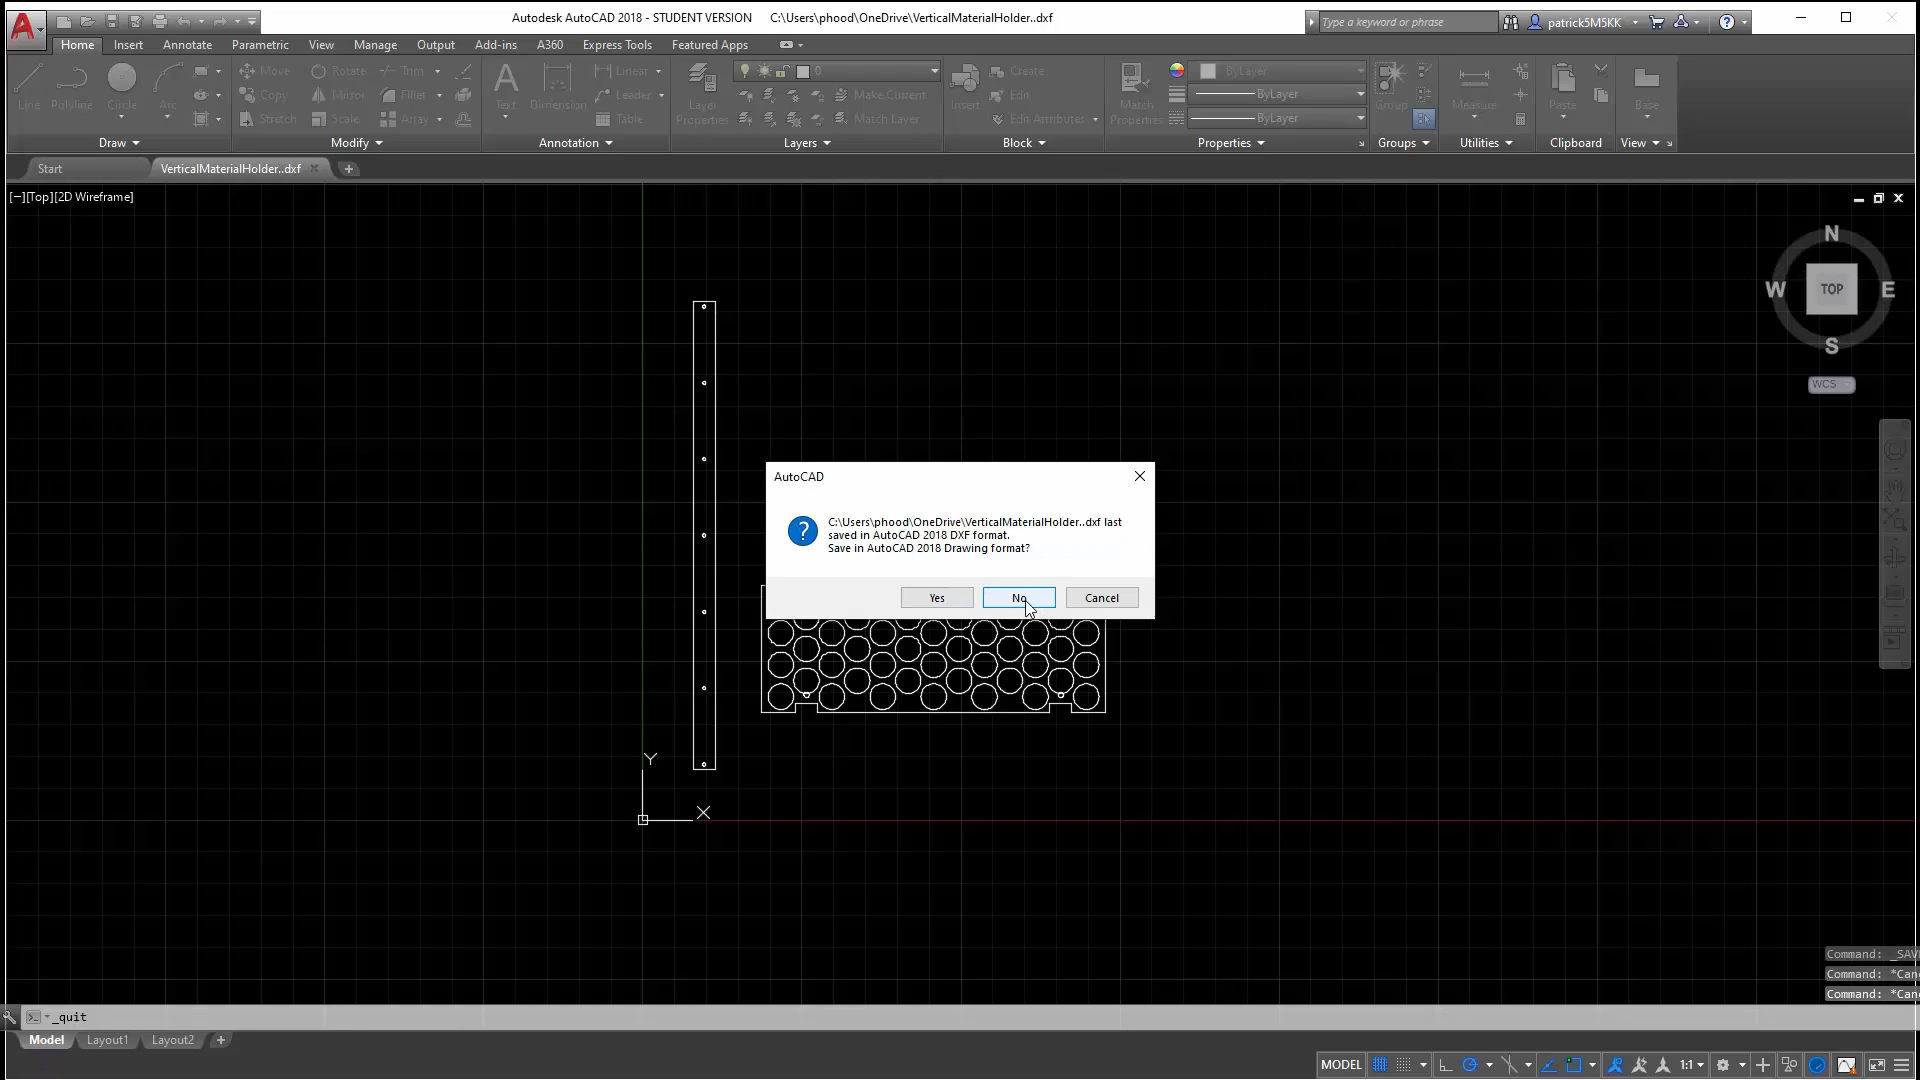 Autodesk AutoCAD 2018 - STUDENT VERSION C:\Users\phood\OneDrive\VerticalMaterialHolder..dxf
Type a keyword or phrase
patrick5M5KK
Home Insert Annotate Parametric View Manage Output Add-ins A360 Express Tools Featured Apps
Line Polyline Circle Arc
Move Rotate Trim
Copy Mirror Fillet
Stretch Scale Array
Text Dimension
Linear
Leader
Table
Layer Properties
0
Make Current
Match Layer
Insert
Create
Edit
Edit Attributes
Match Properties
ByLayer
ByLayer
ByLayer
Group
Measure
Paste
Base
Draw Modify Annotation Layers Block Properties Groups Utilities Clipboard View
Start VerticalMaterialHolder..dxf
[−][Top][2D Wireframe]
N
W TOP E
S
WCS
AutoCAD
C:\Users\phood\OneDrive\VerticalMaterialHolder..dxf last
saved in AutoCAD 2018 DXF format.
Save in AutoCAD 2018 Drawing format?
Yes No Cancel
Y
X
Command: _SAV
Command: *Can
Command: *Can
_quit
Model Layout1 Layout2
MODEL 1:1